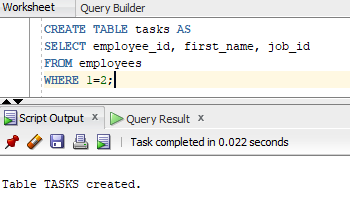 Worksheet Query Builder
CREATE TABLE tasks AS
SELECT employee_id, first_name, job_id
FROM employees
WHERE 1=2;
Script Output x Query Result x
Task completed in 0.022 seconds
Table TASKS created.